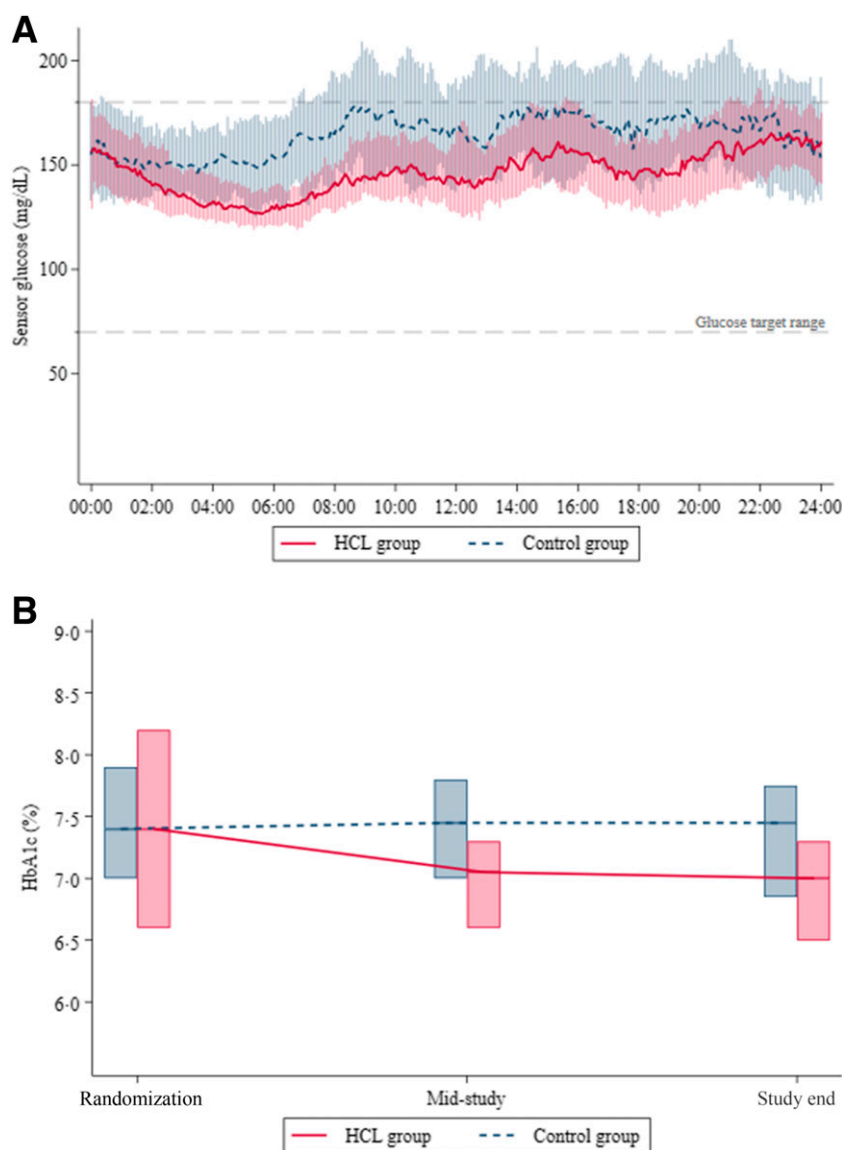 A
Sensor glucose (mg/dL)
200
150
100
50
Glucose target range
00:00 02:00 04:00 06:00 08:00 10:00 12:00 14:00 16:00 18:00 20:00 22:00 24:00
HCL group Control group
B
HbA1c (%)
9·0
8·5
8·0
7·5
7·0
6·5
6·0
Randomization Mid-study Study end
HCL group Control group